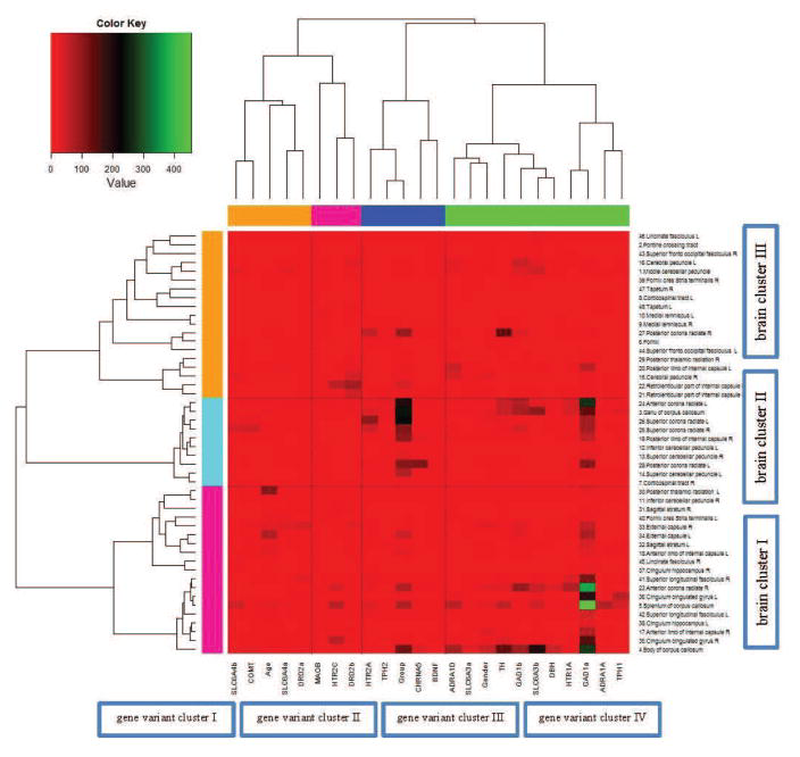 Color Key
0 100 200 300 400
Value
46.Uncinate fasciculus L
2.Pontine crossing tract
43.Superior fronto occipital fasciculus R
16.Cerebral peduncle L
1.Middle cerebellar peduncle
39.Fornix cres Stria terminalis R
47.Tapetum R
8.Corticospinal tract L
48.Tapetum L
10.Medial lemniscus L
9.Medial lemniscus R
27.Posterior corona radiata R
6.Fornix
44.Superior fronto occipital fasciculus L
29.Posterior thalamic radiation R
20.Posterior limb of internal capsule L
15.Cerebral peduncle R
22.Retrolenticular part of internal capsule
21.Retrolenticular part of internal capsule
24.Anterior corona radiata L
3.Genu of corpus callosum
26.Superior corona radiata L
25.Superior corona radiata R
19.Posterior limb of internal capsule R
12.Inferior cerebellar peduncle L
13.Superior cerebellar peduncle R
28.Posterior corona radiata L
14.Superior cerebellar peduncle L
7.Corticospinal tract R
30.Posterior thalamic radiation L
11.Inferior cerebellar peduncle R
31.Sagittal stratum R
40.Fornix cres Stria terminalis L
33.External capsule R
34.External capsule L
32.Sagittal stratum L
18.Anterior limb of internal capsule L
45.Uncinate fasciculus R
37.Cingulum hippocampus R
41.Superior longitudinal fasciculus R
23.Anterior corona radiata R
36.Cingulum cingulated gyrus L
5.Splenium of corpus callosum
42.Superior longitudinal fasciculus L
38.Cingulum hippocampus L
17.Anterior limb of internal capsule R
35.Cingulum cingulated gyrus R
4.Body of corpus callosum
brain cluster III
brain cluster II
brain cluster I
SLC6A4b
COMT
Age
SLC6A4a
DRD2a
MAOB
HTR2C
DRD2b
HTR2A
TPH2
Group
CHRNA5
BDNF
ADRA1D
SLC6A3a
Gender
TH
GAD1b
SLC6A3b
DBH
HTR1A
GAD1a
ADRA1A
TPH1
gene variant cluster I
gene variant cluster II
gene variant cluster III
gene variant cluster IV